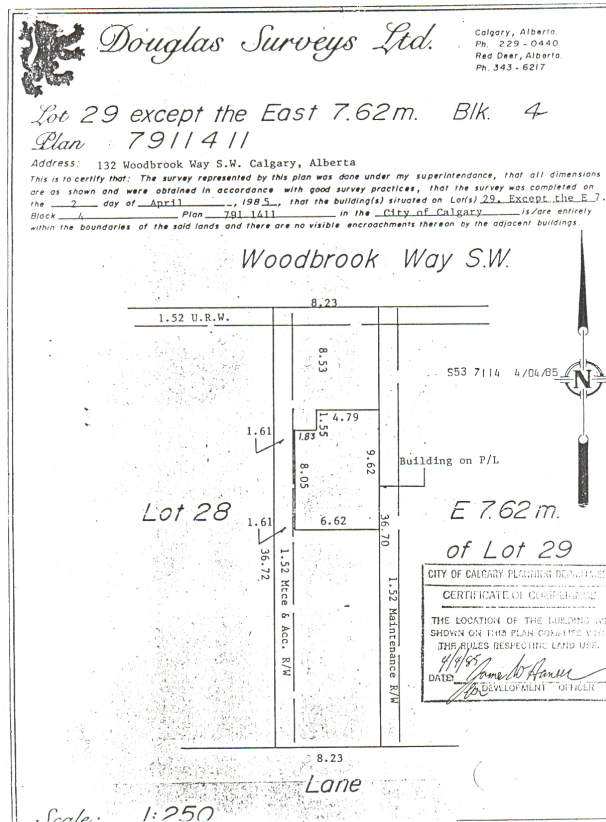 Douglas Surveys Ltd.
Calgary, Alberta.
Ph. 229-0440
Red Deer, Alberta.
Ph. 343-6217
Lot 29 except the East 7.62m. Blk. 4
Plan 7911411
Address: 132 Woodbrook Way S.W. Calgary, Alberta
This is to certify that: The survey represented by this plan was done under my superintendance, that all dimensions
are as shown and were obtained in accordance with good survey practices, that the survey was completed on
the 2 day of April, 1985, that the building(s) situated on Lot(s) 29, Except the E 7.
Block 4 Plan 791 1411 in the City of Calgary is/are entirely
within the boundaries of the said lands and there are no visible encroachments thereon by the adjacent buildings.
Woodbrook Way S.W.
8.23
1.52 U.R.W.
8.53
S53 7114 4/04/85
N
4.79
1.55
1.83
1.61
9.62
8.05
Building on P/L
Lot 28
1.61
6.62
36.70
E 7.62m.
of Lot 29
36.72
1.52 Mtce & Acc. R/W
1.52 Maintenance R/W
CITY OF CALGARY PLANNING
CERTIFICATE OF
THE LOCATION OF THE BUILDING AS
SHOWN ON THIS PLAN
THE RULES RESPECTING LAND USE.
DATE: 4/9/85
DEVELOPMENT OFFICER
8.23
Lane
Scale: 1:250